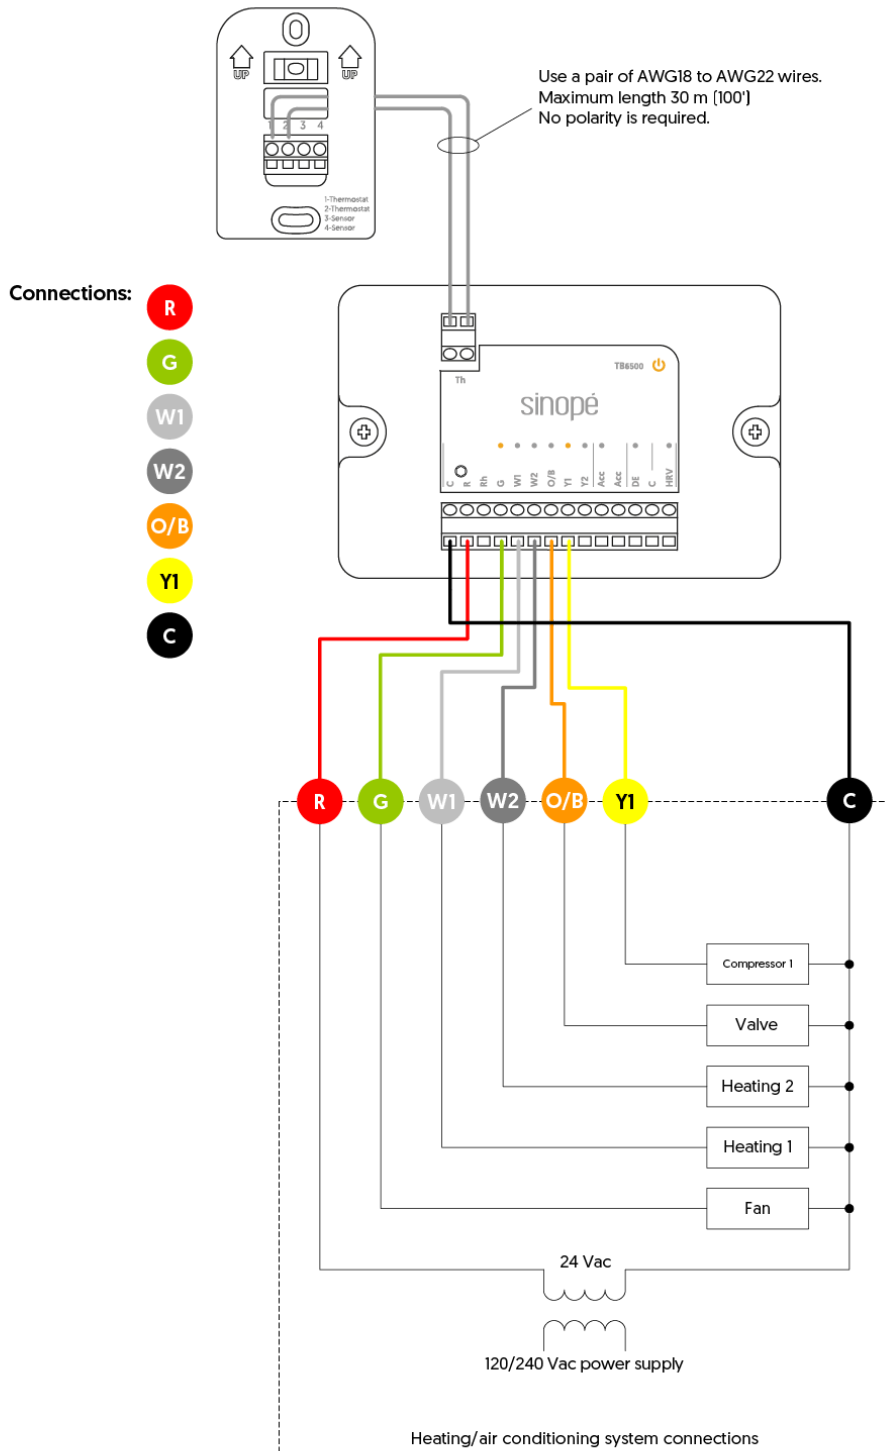 UP
UP
1 2 3 4
1-Thermostat
2-Thermostat
3-Sensor
4-Sensor
Use a pair of AWG18 to AWG22 wires.
Maximum length 30 m (100')
No polarity is required.
Connections:
R
G
W1
W2
O/B
Y1
C
Th
TB6500
sinopé
C
R
Rh
G
W1
W2
O/B
Y1
Y2
Acc
Acc
DE
C
HRV
R
G
W1
W2
O/B
Y1
C
Compressor 1
Valve
Heating 2
Heating 1
Fan
24 Vac
120/240 Vac power supply
Heating/air conditioning system connections